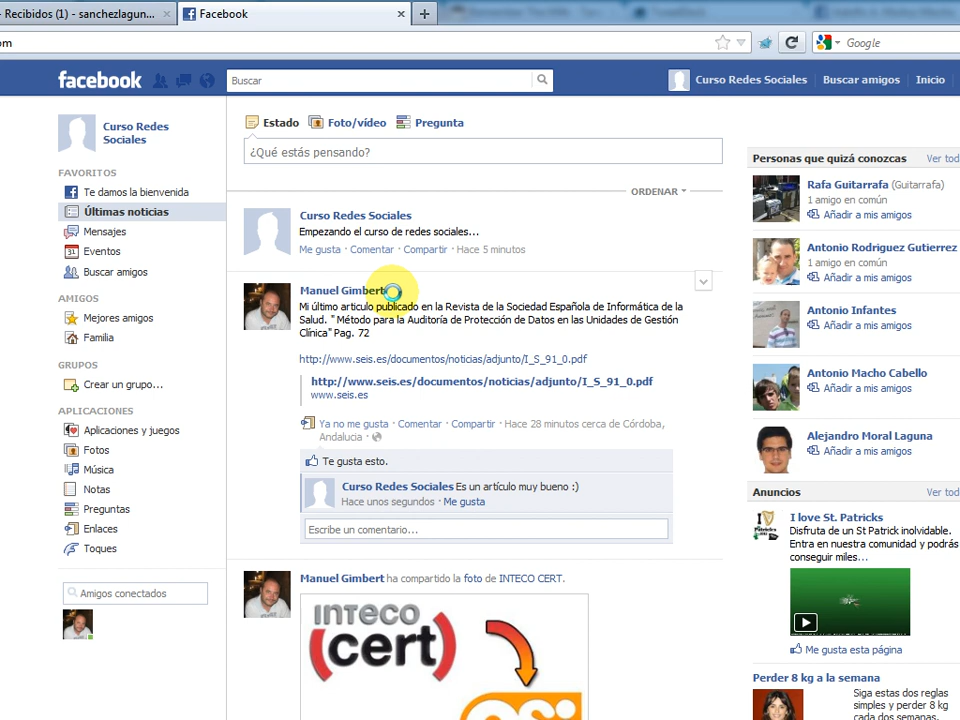 - Recibidos (1) - sanchezlagun...
Facebook
om
Google
facebook
Buscar
Curso Redes Sociales
Buscar amigos
Inicio
Curso Redes
Sociales
FAVORITOS
Te damos la bienvenida
Últimas noticias
Mensajes
Eventos
Buscar amigos
AMIGOS
Mejores amigos
Familia
GRUPOS
Crear un grupo...
APLICACIONES
Aplicaciones y juegos
Fotos
Música
Notas
Preguntas
Enlaces
Toques
Amigos conectados
Estado
Foto/vídeo
Pregunta
¿Qué estás pensando?
ORDENAR
Curso Redes Sociales
Empezando el curso de redes sociales...
Me gusta · Comentar · Compartir · Hace 5 minutos
Manuel Gimbert
Mi último articulo publicado en la Revista de la Sociedad Española de Informática de la
Salud. " Método para la Auditoría de Protección de Datos en las Unidades de Gestión
Clínica" Pag. 72
http://www.seis.es/documentos/noticias/adjunto/I_S_91_0.pdf
http://www.seis.es/documentos/noticias/adjunto/I_S_91_0.pdf
www.seis.es
Ya no me gusta · Comentar · Compartir · Hace 28 minutos cerca de Córdoba,
Andalucia ·
Te gusta esto.
Curso Redes Sociales Es un artículo muy bueno :)
Hace unos segundos · Me gusta
Escribe un comentario...
Manuel Gimbert ha compartido la foto de INTECO CERT.
INTECO
(cert)
OSI
Personas que quizá conozcas
Ver tod
Rafa Guitarrafa (Guitarrafa)
1 amigo en común
Añadir a mis amigos
Antonio Rodriguez Gutierrez
1 amigo en común
Añadir a mis amigos
Antonio Infantes
Añadir a mis amigos
Antonio Macho Cabello
Añadir a mis amigos
Alejandro Moral Laguna
Añadir a mis amigos
Anuncios
Ver tod
I love St. Patricks
Disfruta de un St Patrick inolvidable.
Entra en nuestra comunidad y podrás
conseguir miles...
Me gusta esta página
Perder 8 kg a la semana
Siga estas dos reglas
simples y perder 8 kg
cada dos semanas.